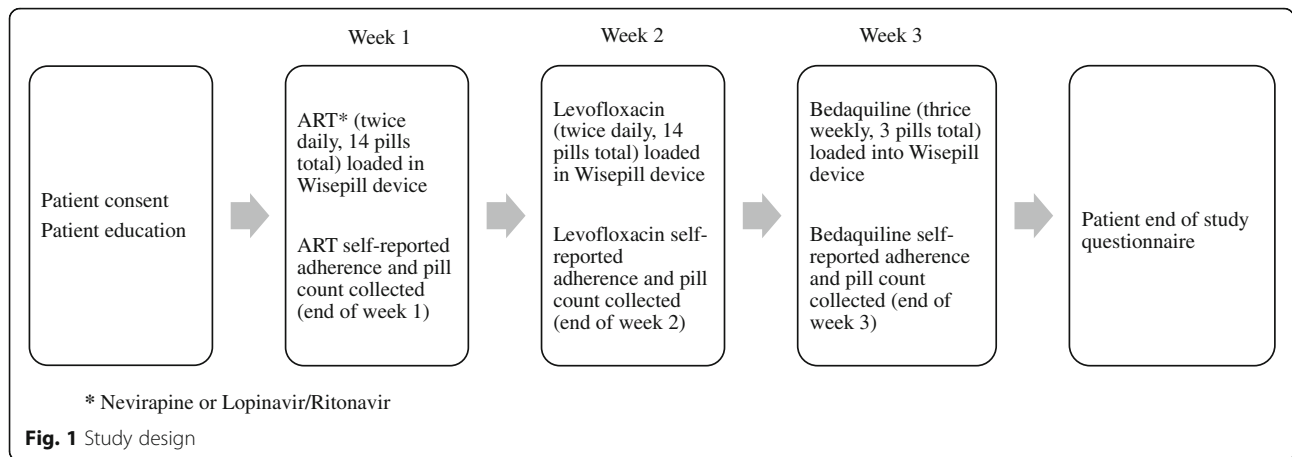 Week 1
Week 2
Week 3
Patient consent
Patient education
ART* (twice
daily, 14 pills
total) loaded in
Wisepill device
ART self-reported
adherence and pill
count collected
(end of week 1)
Levofloxacin
(twice daily, 14
pills total) loaded
in Wisepill device
Levofloxacin self-
reported
adherence and pill
count collected
(end of week 2)
Bedaquiline (thrice
weekly, 3 pills total)
loaded into Wisepill
device
Bedaquiline self-
reported adherence
and pill count
collected (end of
week 3)
Patient end of study
questionnaire
* Nevirapine or Lopinavir/Ritonavir
Fig. 1 Study design